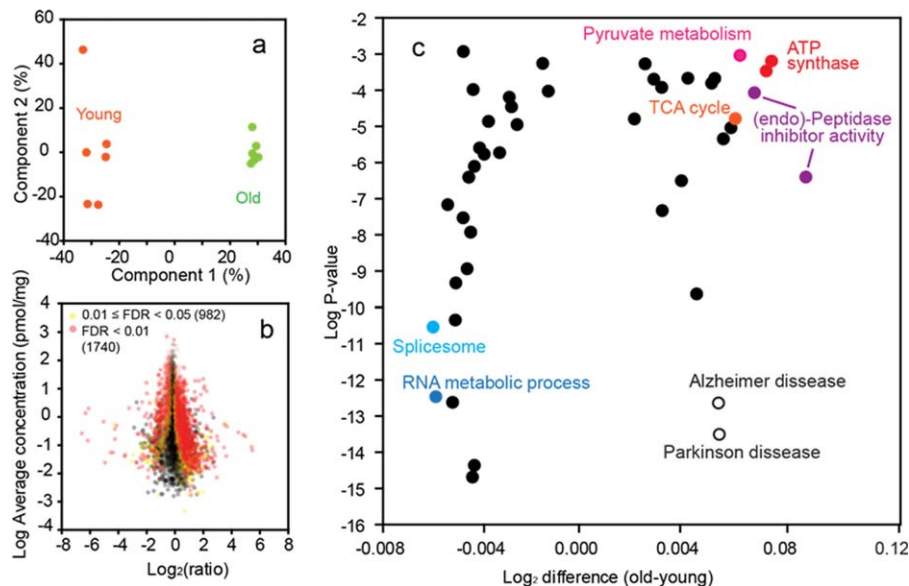 60
40
20
0
-20
-40
Component 2 (%)
a
Young
Old
-40
-20
0
20
40
Component 1 (%)
4
3
2
1
0
-1
-2
-3
-4
Log Average concentration (pmol/mg)
0.01 ≤ FDR < 0.05 (982)
FDR < 0.01
(1740)
b
-8
-6
-4
-2
0
2
4
6
8
Log₂(ratio)
c
-2
-3
-4
-5
-6
-7
-8
-9
-10
-11
-12
-13
-14
-15
-16
Log P-value
Pyruvate metabolism
ATP
synthase
TCA cycle
(endo)-Peptidase
inhibitor activity
Splicesome
RNA metabolic process
Alzheimer disease
Parkinson disease
-0.008
-0.004
0.000
0.004
0.08
0.12
Log₂ difference (old-young)